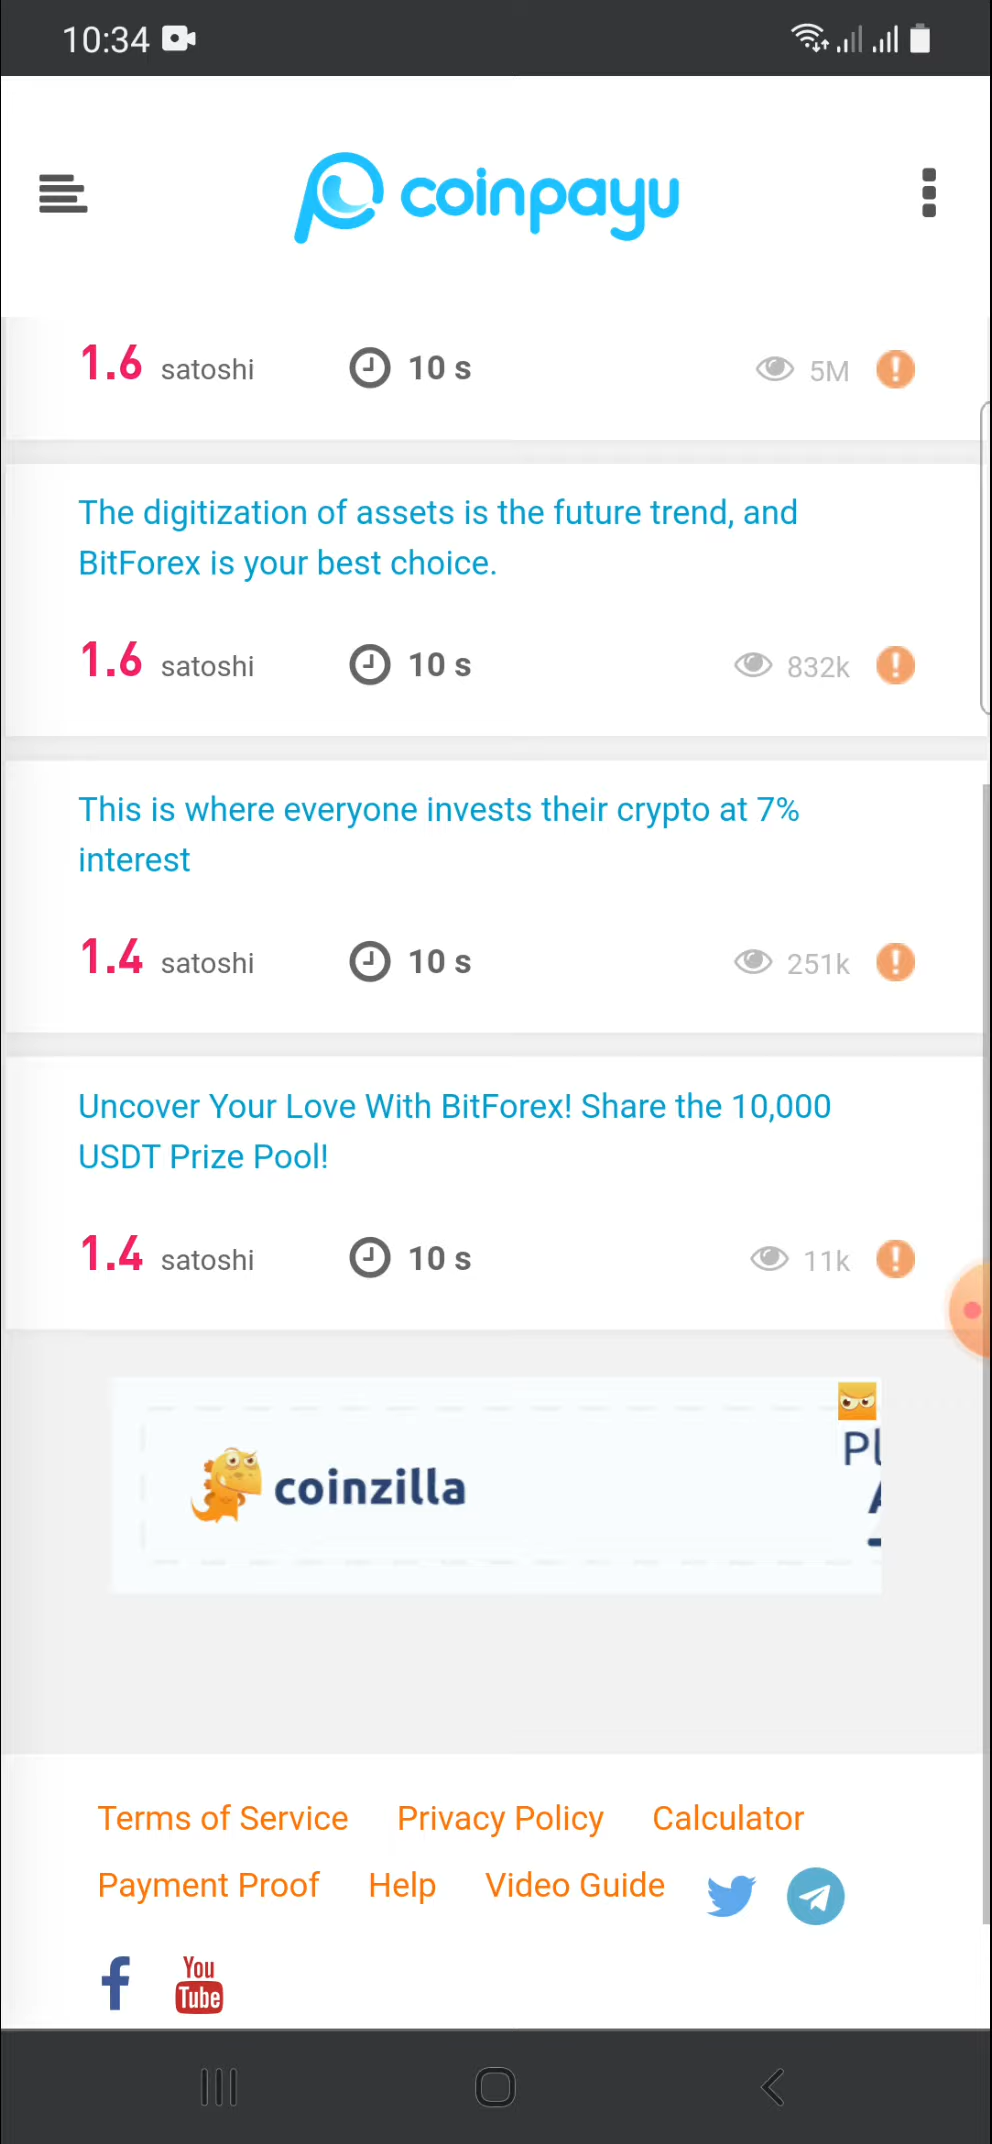 10:34
coinpayu
1.6 satoshi 10 s 5M
The digitization of assets is the future trend, and
BitForex is your best choice.
1.6 satoshi 10 s 832k
This is where everyone invests their crypto at 7%
interest
1.4 satoshi 10 s 251k
Uncover Your Love With BitForex! Share the 10,000
USDT Prize Pool!
1.4 satoshi 10 s 11k
coinzilla
Pl
Terms of Service Privacy Policy Calculator
Payment Proof Help Video Guide
You
Tube